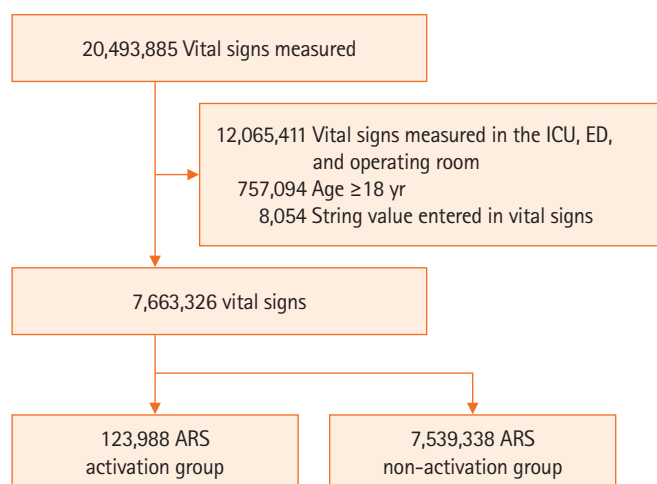 20,493,885 Vital signs measured
12,065,411 Vital signs measured in the ICU, ED,
and operating room
757,094 Age ≥18 yr
8,054 String value entered in vital signs
7,663,326 vital signs
123,988 ARS
activation group
7,539,338 ARS
non-activation group